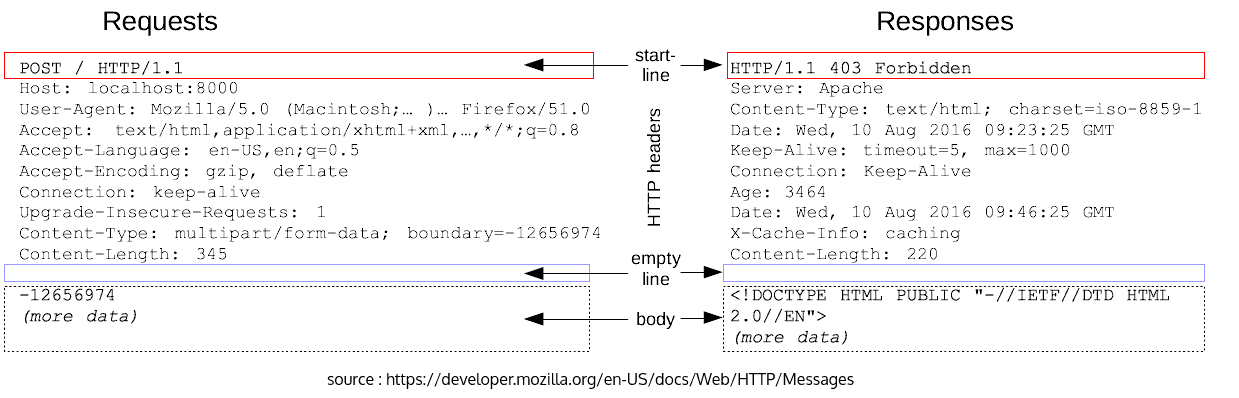 Requests
Responses
POST / HTTP/1.1
Host: localhost:8000
User-Agent: Mozilla/5.0 (Macintosh;… )… Firefox/51.0
Accept: text/html,application/xhtml+xml,…,*/*;q=0.8
Accept-Language: en-US,en;q=0.5
Accept-Encoding: gzip, deflate
Connection: keep-alive
Upgrade-Insecure-Requests: 1
Content-Type: multipart/form-data; boundary=-12656974
Content-Length: 345
-12656974
(more data)
start-
line
HTTP headers
empty
line
body
HTTP/1.1 403 Forbidden
Server: Apache
Content-Type: text/html; charset=iso-8859-1
Date: Wed, 10 Aug 2016 09:23:25 GMT
Keep-Alive: timeout=5, max=1000
Connection: Keep-Alive
Age: 3464
Date: Wed, 10 Aug 2016 09:46:25 GMT
X-Cache-Info: caching
Content-Length: 220
<!DOCTYPE HTML PUBLIC "-//IETF//DTD HTML
2.0//EN">
(more data)
source : https://developer.mozilla.org/en-US/docs/Web/HTTP/Messages